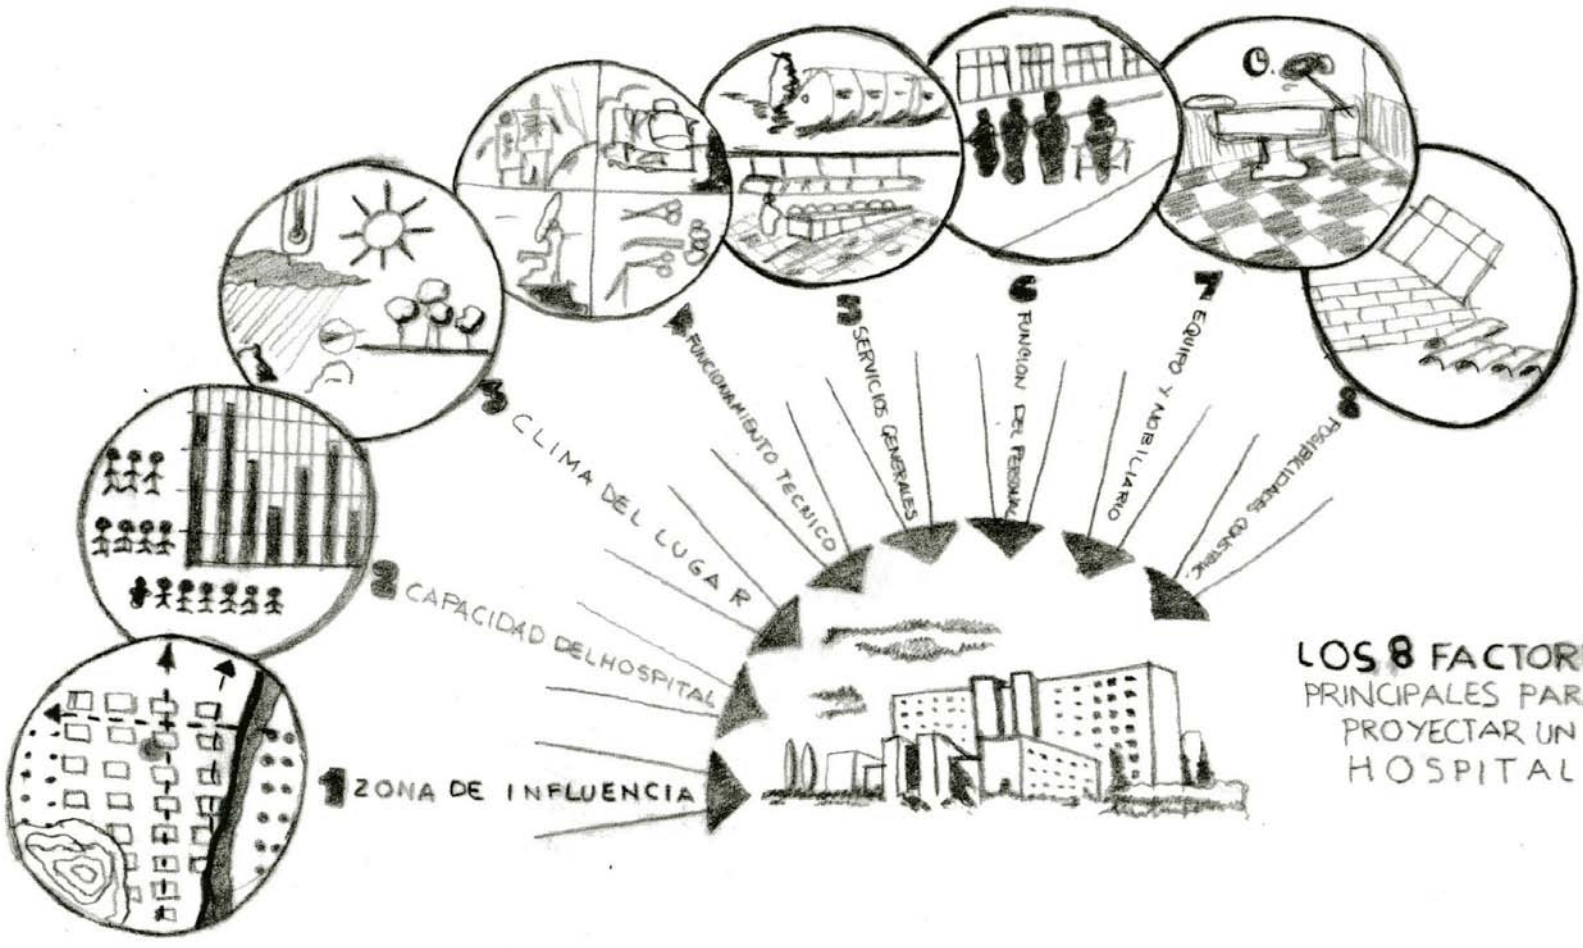 1 ZONA DE INFLUENCIA
2 CAPACIDAD DEL HOSPITAL
3 CLIMA DEL LUGAR
4 FUNCIONAMIENTO TECNICO
5 SERVICIOS GENERALES
6 FUNCION DEL PERSONAL
7 EQUIPO Y MOBILIARIO
8 POSIBILIDADES CONSTRUC.
LOS 8 FACTOR
PRINCIPALES PAR
PROYECTAR UN
HOSPITAL